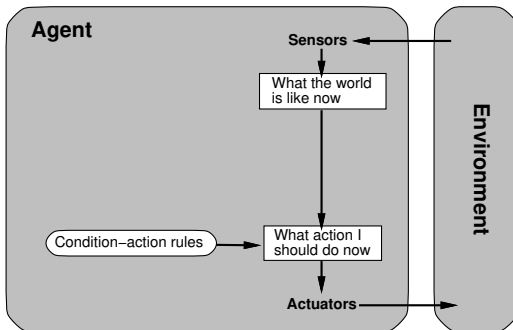 Agent
Sensors
What the world
is like now
Environment
Condition−action rules
What action I
should do now
Actuators